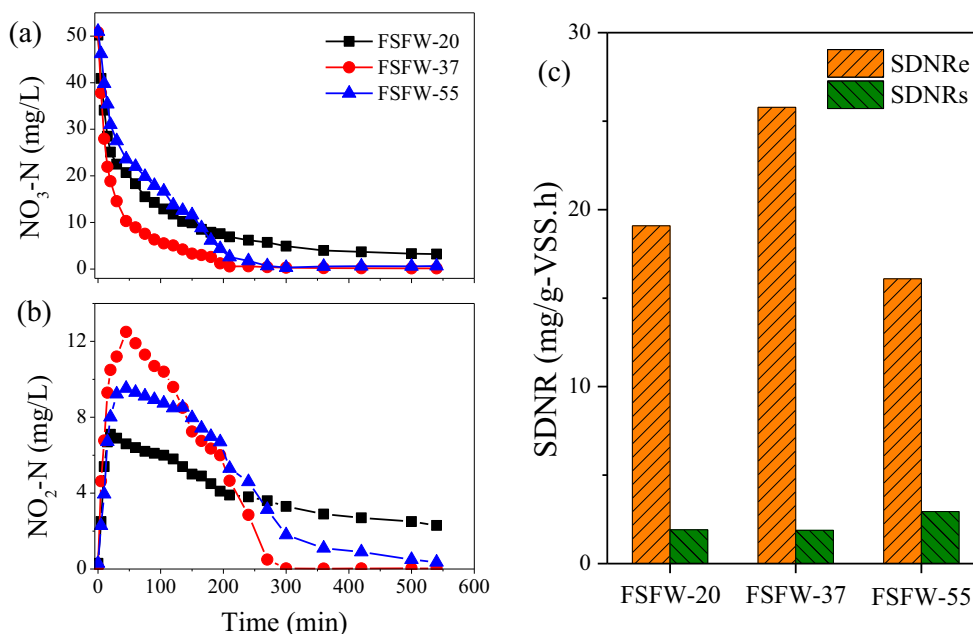 (a)
50
40
30
20
10
0
NO₃-N (mg/L)
FSFW-20
FSFW-37
FSFW-55
(b)
12
8
4
0
NO₂-N (mg/L)
0 100 200 300 400 500 600
Time (min)
(c)
30
20
10
0
SDNR (mg/g-VSS.h)
SDNRe
SDNRs
FSFW-20 FSFW-37 FSFW-55